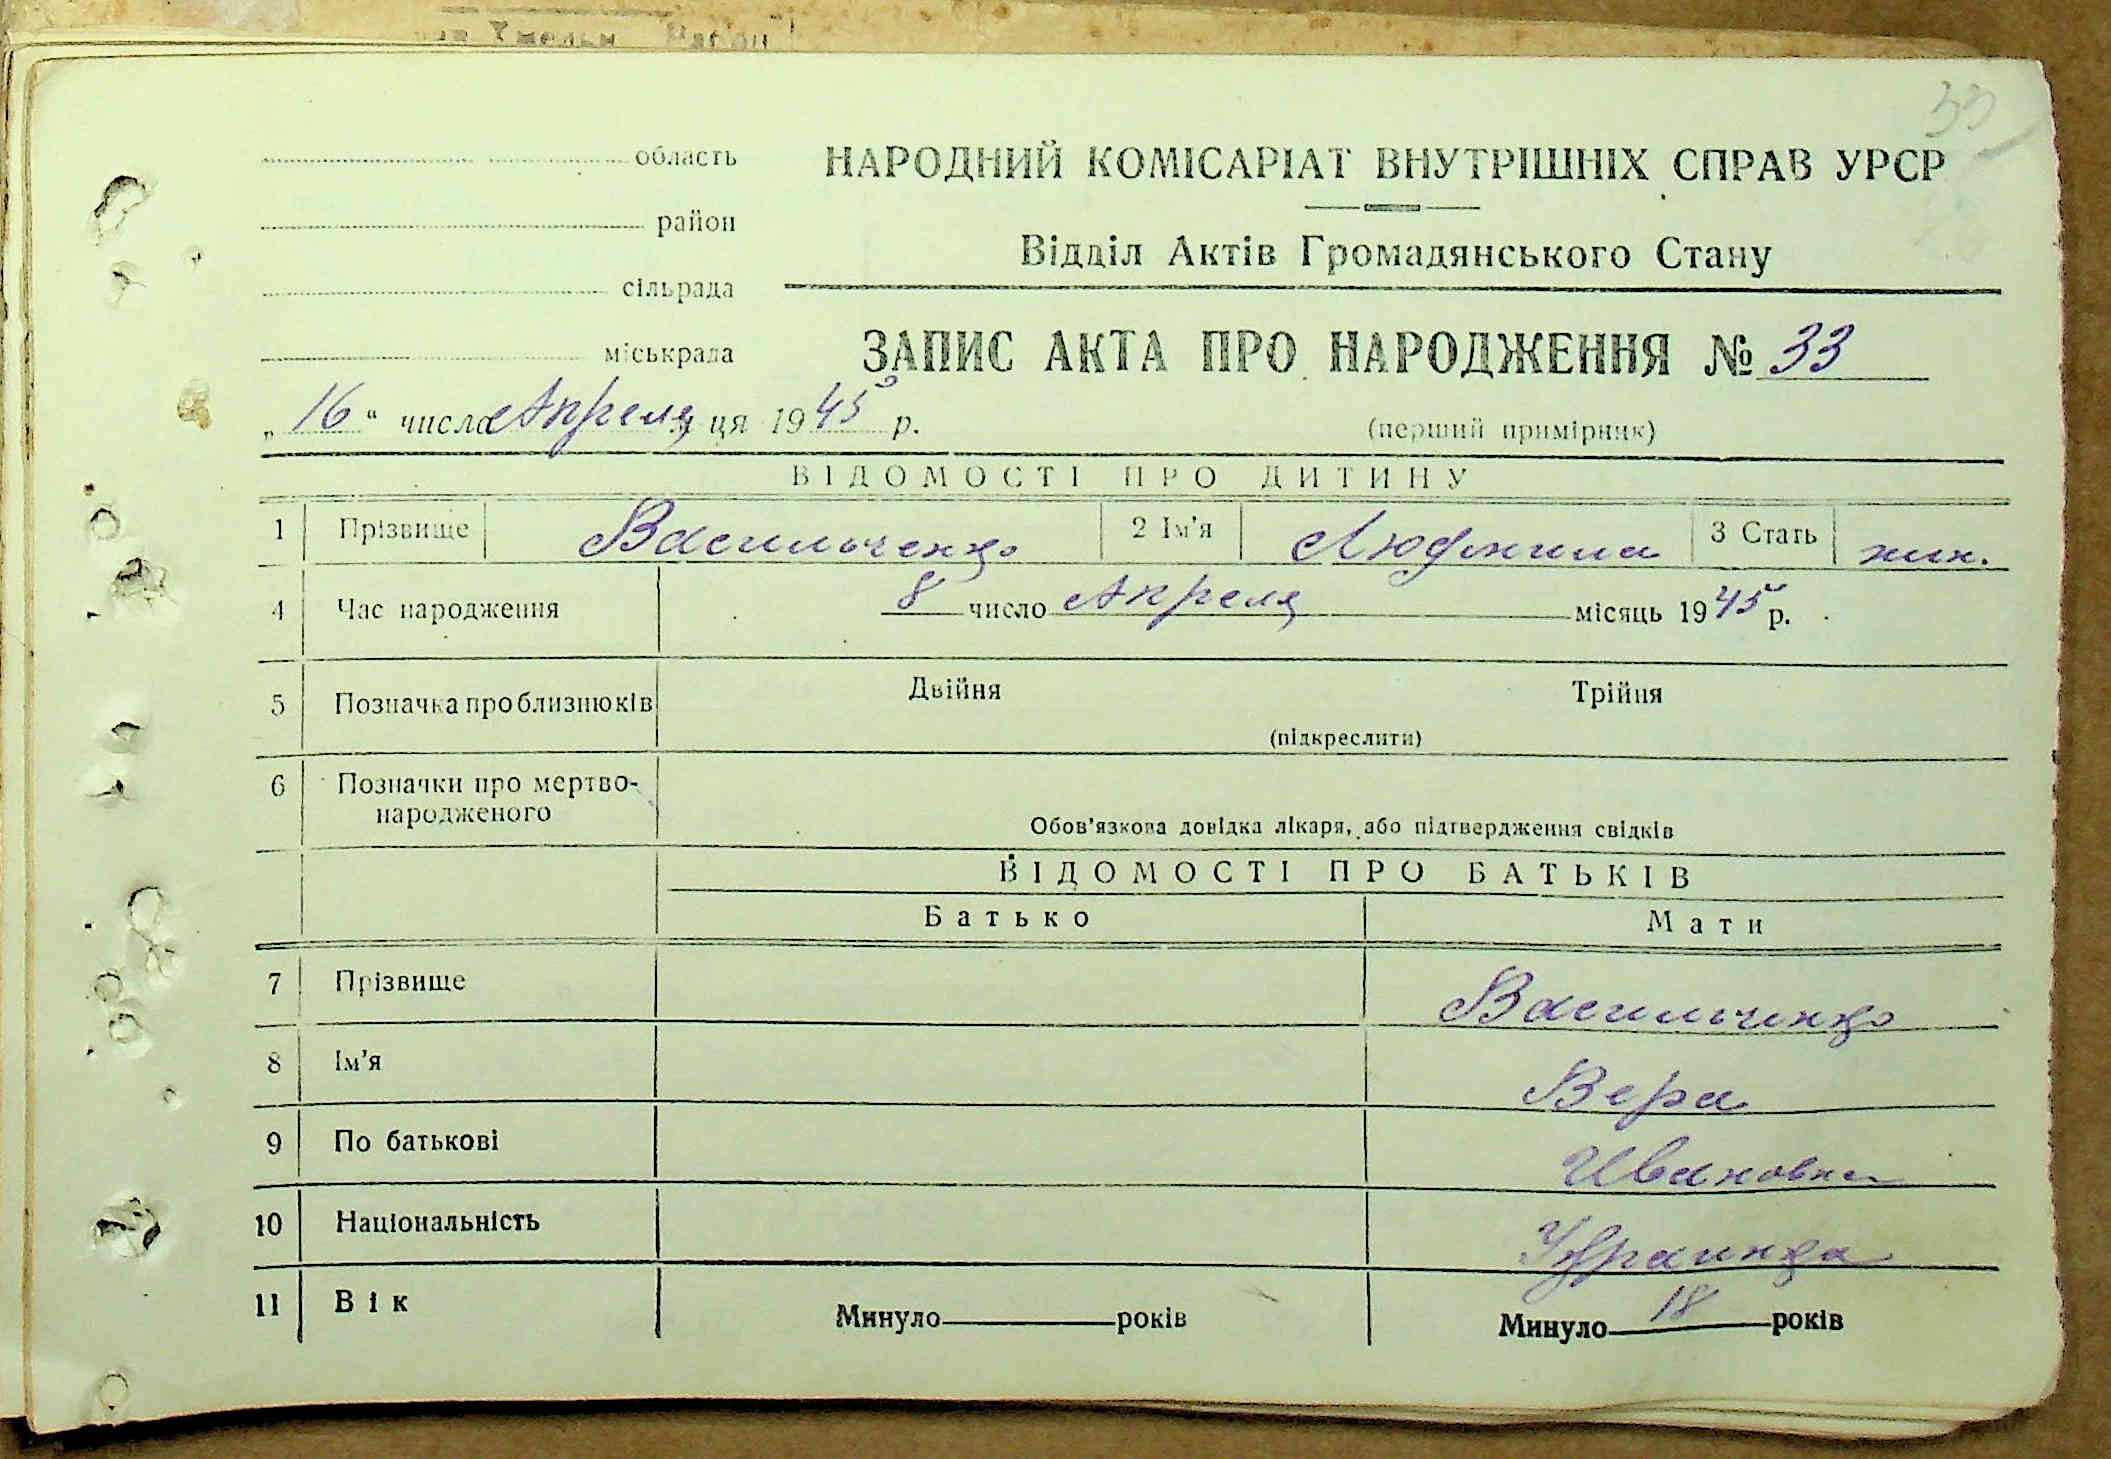 33
область
район
сільрада
міськрада
НАРОДНИЙ КОМІСАРІАТ ВНУТРІШНІХ СПРАВ УРСР
Відділ Актів Громадянського Стану
ЗАПИС АКТА ПРО НАРОДЖЕННЯ № 33
„ 16 “ числа Апреля ця 1945 р.
(перший примірник)
ВІДОМОСТІ ПРО ДИТИНУ
1 Прізвище Васильченко 2 Ім'я Людмила 3 Стать жин.
4 Час народження 8 число Апреля місяць 1945 р.
5 Позначка про близнюків Двійня Трійня
(підкреслити)
6 Позначки про мертво-
народженого
Обов'язкова довідка лікаря, або підтвердження свідків
ВІДОМОСТІ ПРО БАТЬКІВ
Батько Мати
7 Прізвище Васильченко
8 Ім'я Вера
9 По батькові Ивановна
10 Національність Украинка
11 Вік Минуло років Минуло 18 років